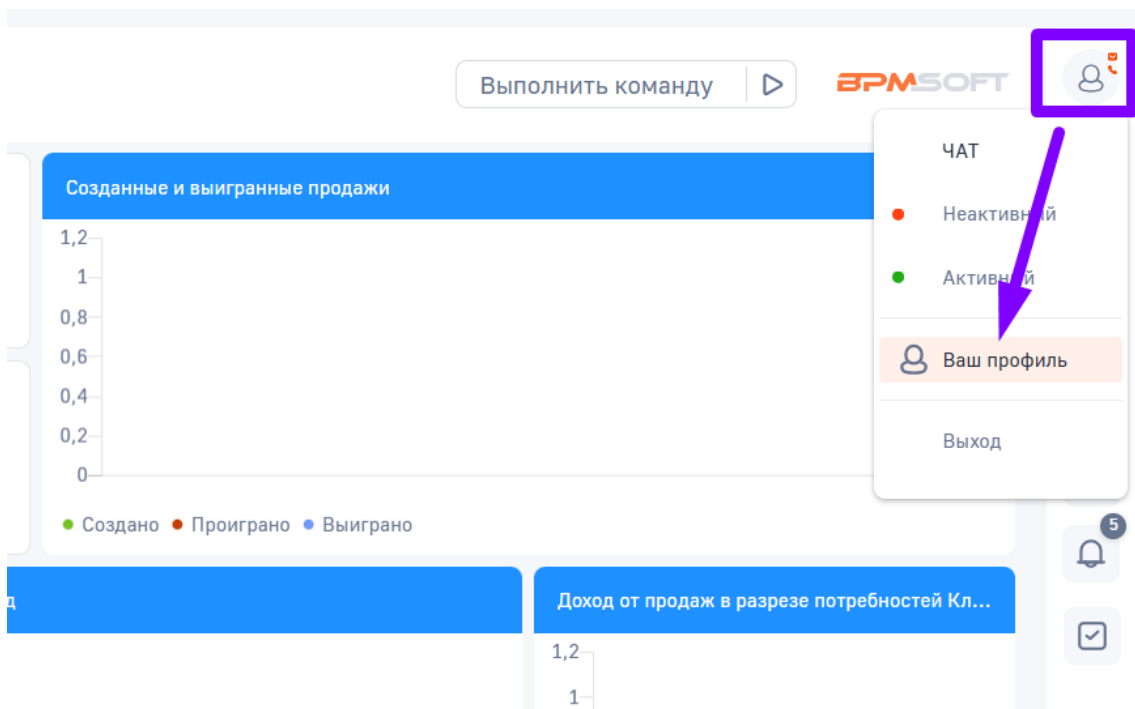 Выполнить команду
BPMSOFT
ЧАТ
Созданные и выигранные продажи
Неактивный
Активный
Ваш профиль
Выход
1,2
1
0,8
0,6
0,4
0,2
0
Создано Проиграно Выиграно
5
д
Доход от продаж в разрезе потребностей Кл...
1,2
1